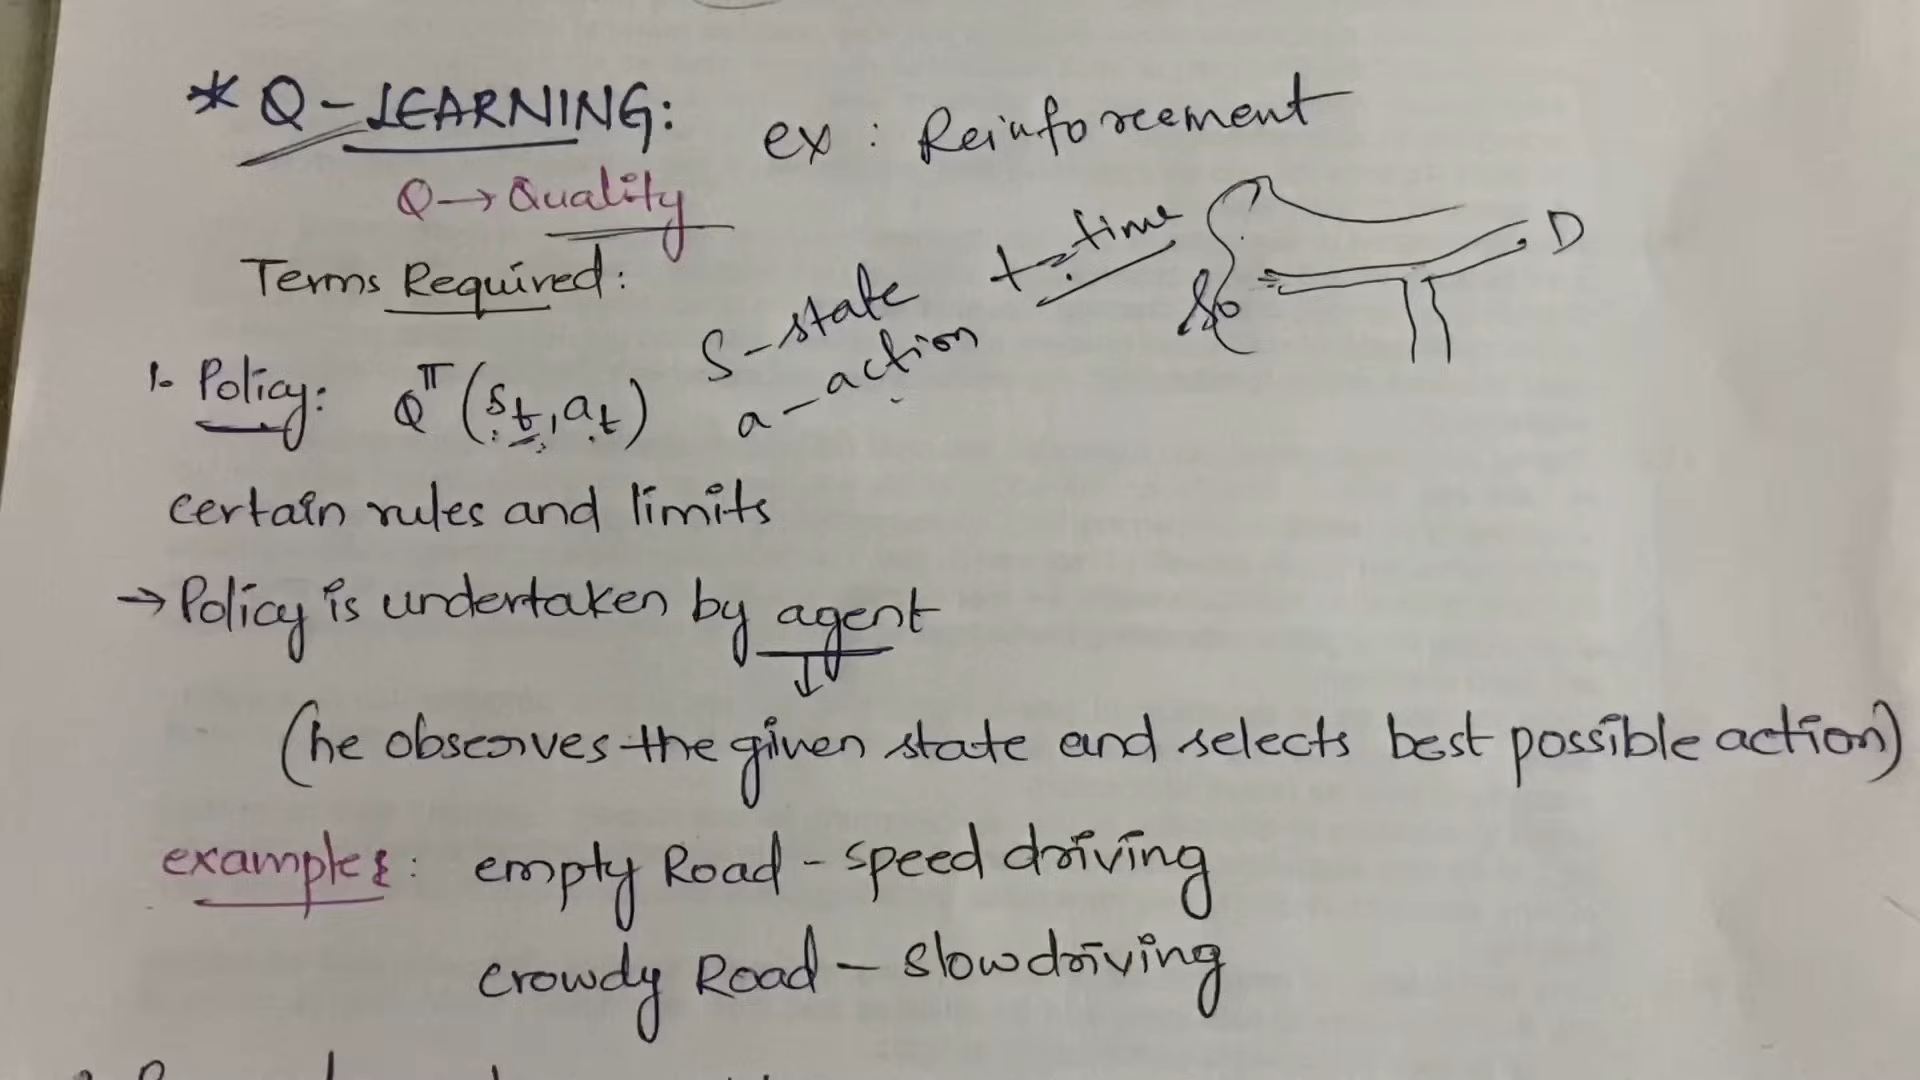 * Q-LEARNING: ex: Reinforcement
Q → Quality
Terms Required:
t = time
D
So
S - state
a - action
1. Policy: Q^π (s_t, a_t)
certain rules and limits
→ Policy is undertaken by agent
↓
(he observes the given state and selects best possible action)
examples: empty Road - speed driving
crowdy Road - slow driving